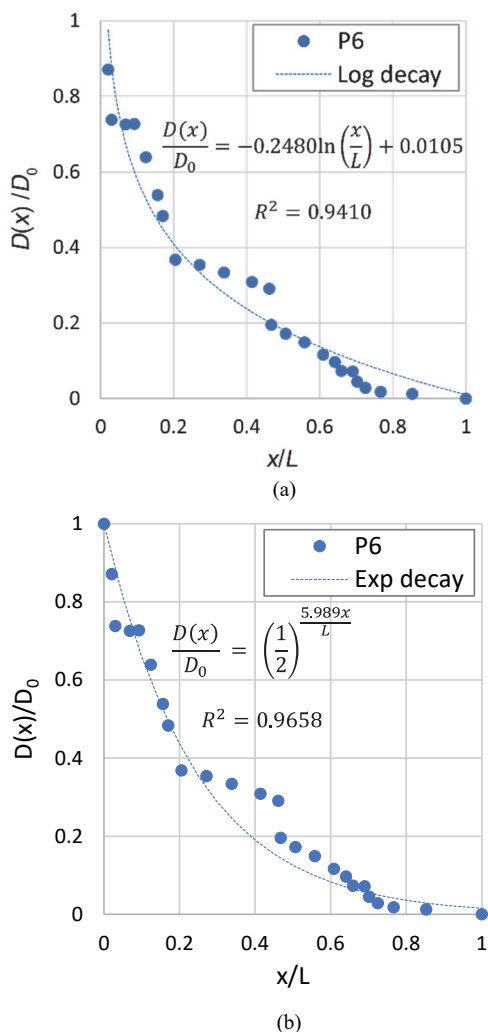 1
P6
Log decay
0.8
D(x)/D₀ = −0.2480ln(x/L) + 0.0105
0.6
R² = 0.9410
D(x)/D₀
0.4
0.2
0
0 0.2 0.4 0.6 0.8 1
x/L
(a)
1
P6
Exp decay
0.8
D(x)/D₀ = (1/2)^(5.989x/L)
0.6
R² = 0.9658
D(x)/D₀
0.4
0.2
0
0 0.2 0.4 0.6 0.8 1
x/L
(b)